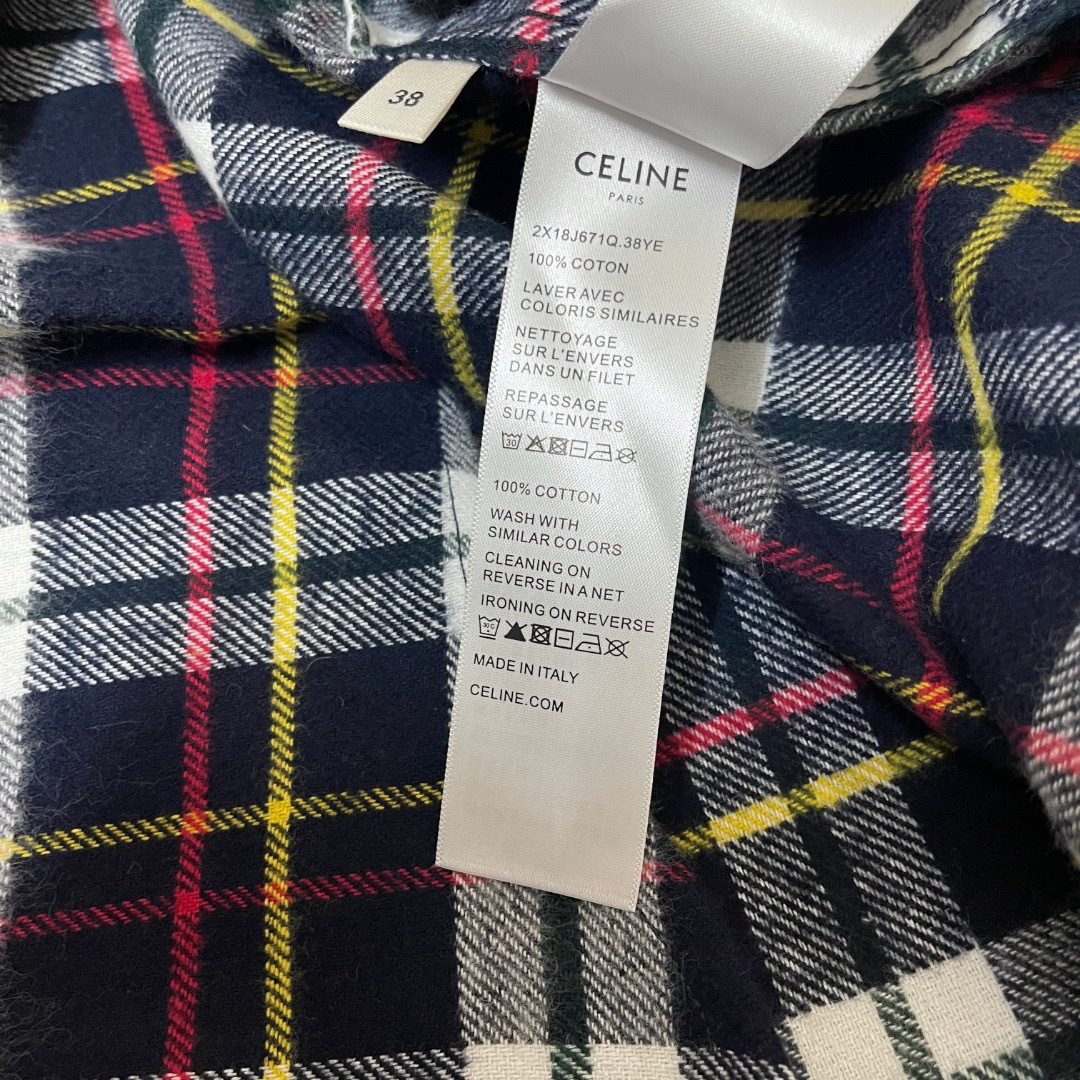 38
CELINE
PARIS
2X18J671Q.38YE
100% COTON
LAVER AVEC
COLORIS SIMILAIRES
NETTOYAGE
SUR L'ENVERS
DANS UN FILET
REPASSAGE
SUR L'ENVERS
30
100% COTTON
WASH WITH
SIMILAR COLORS
CLEANING ON
REVERSE IN A NET
IRONING ON REVERSE
30 C
MADE IN ITALY
CELINE.COM